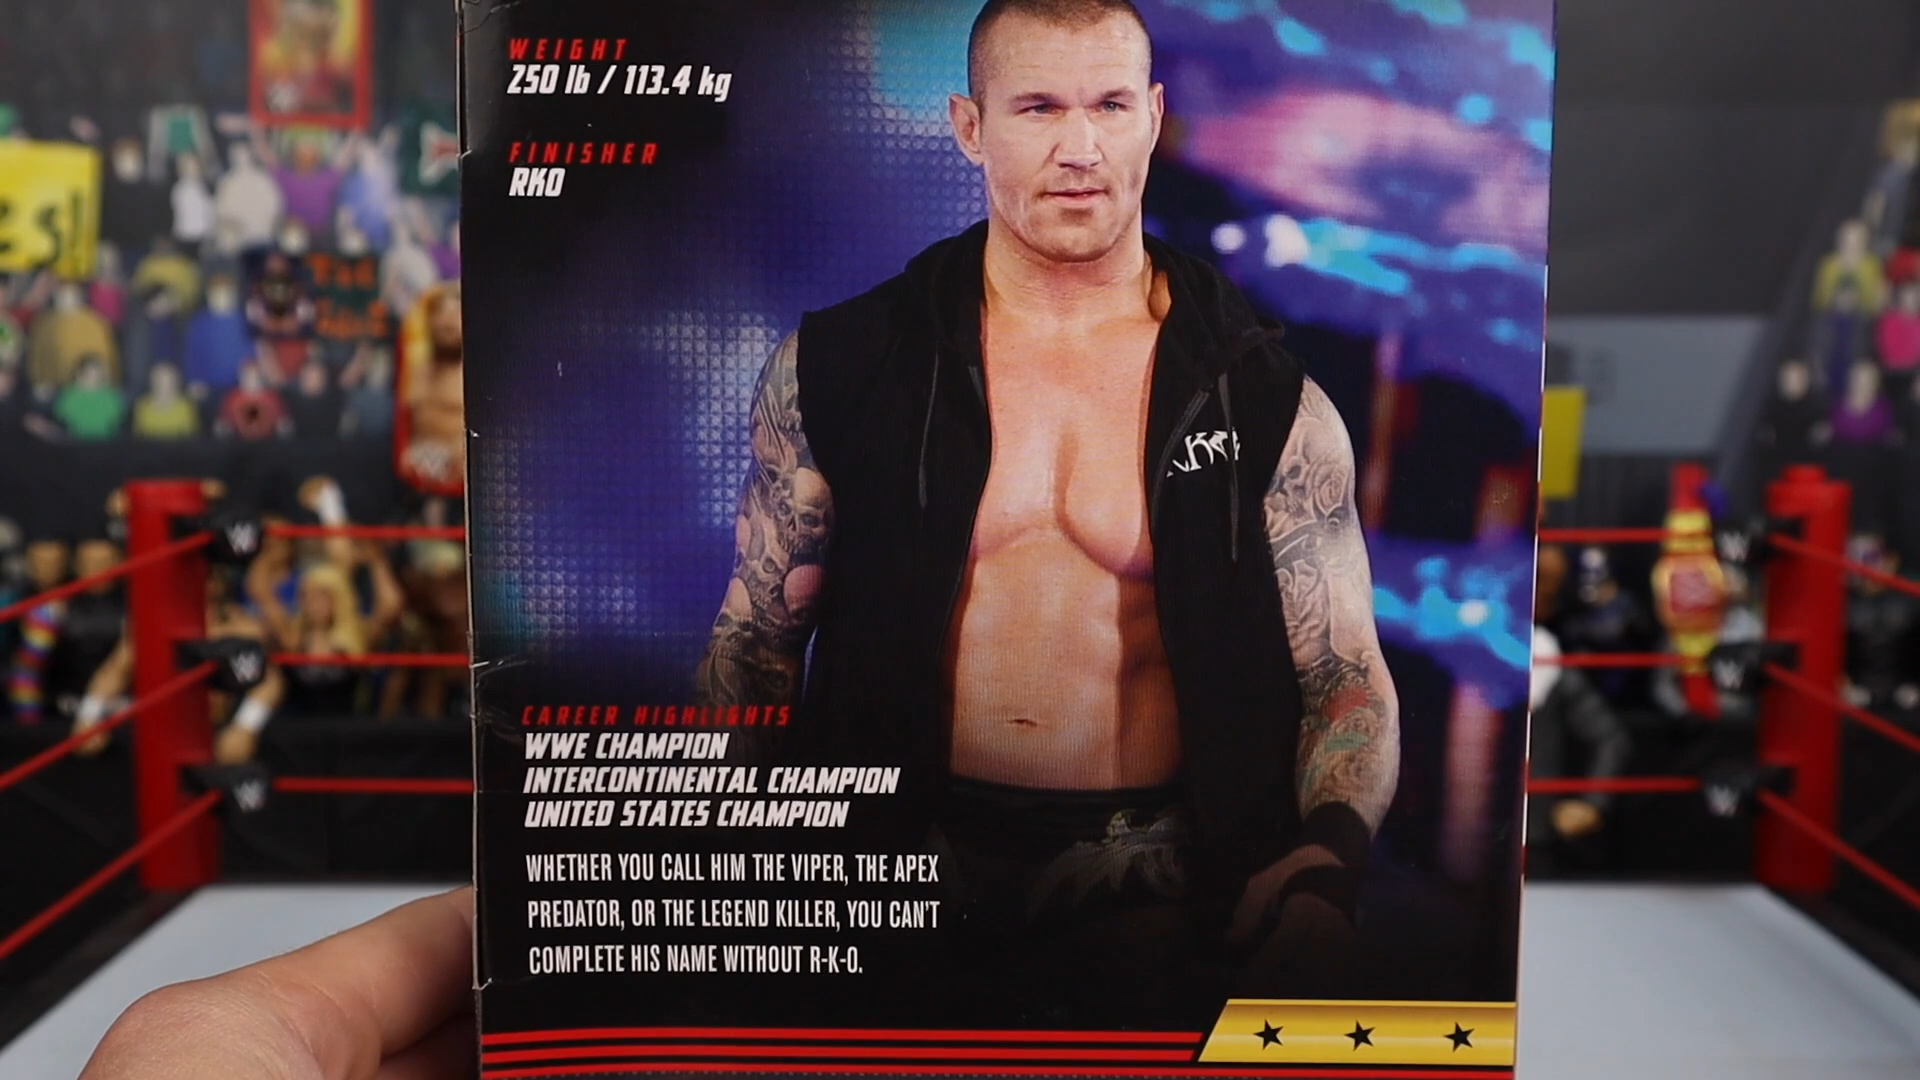 WEIGHT
250 lb / 113.4 kg
FINISHER
RKO
CAREER HIGHLIGHTS
WWE CHAMPION
INTERCONTINENTAL CHAMPION
UNITED STATES CHAMPION
WHETHER YOU CALL HIM THE VIPER, THE APEX
PREDATOR, OR THE LEGEND KILLER, YOU CAN'T
COMPLETE HIS NAME WITHOUT R-K-O.